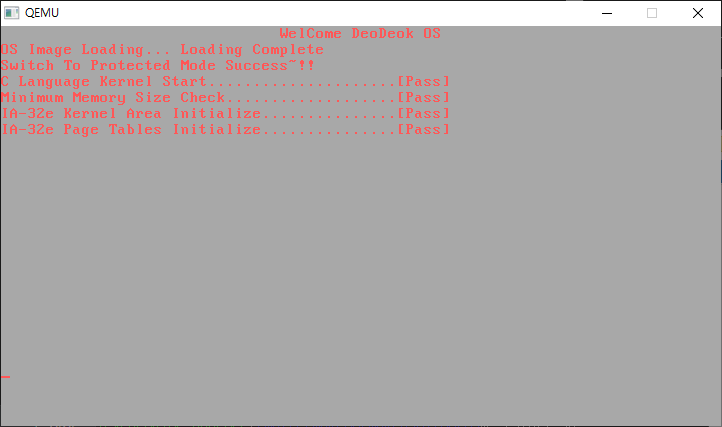 QEMU
WelCome DeoDeok OS
OS Image Loading... Loading Complete
Switch To Protected Mode Success~!!
C Language Kernel Start.....................[Pass]
Minimum Memory Size Check...................[Pass]
IA-32e Kernel Area Initialize...............[Pass]
IA-32e Page Tables Initialize...............[Pass]